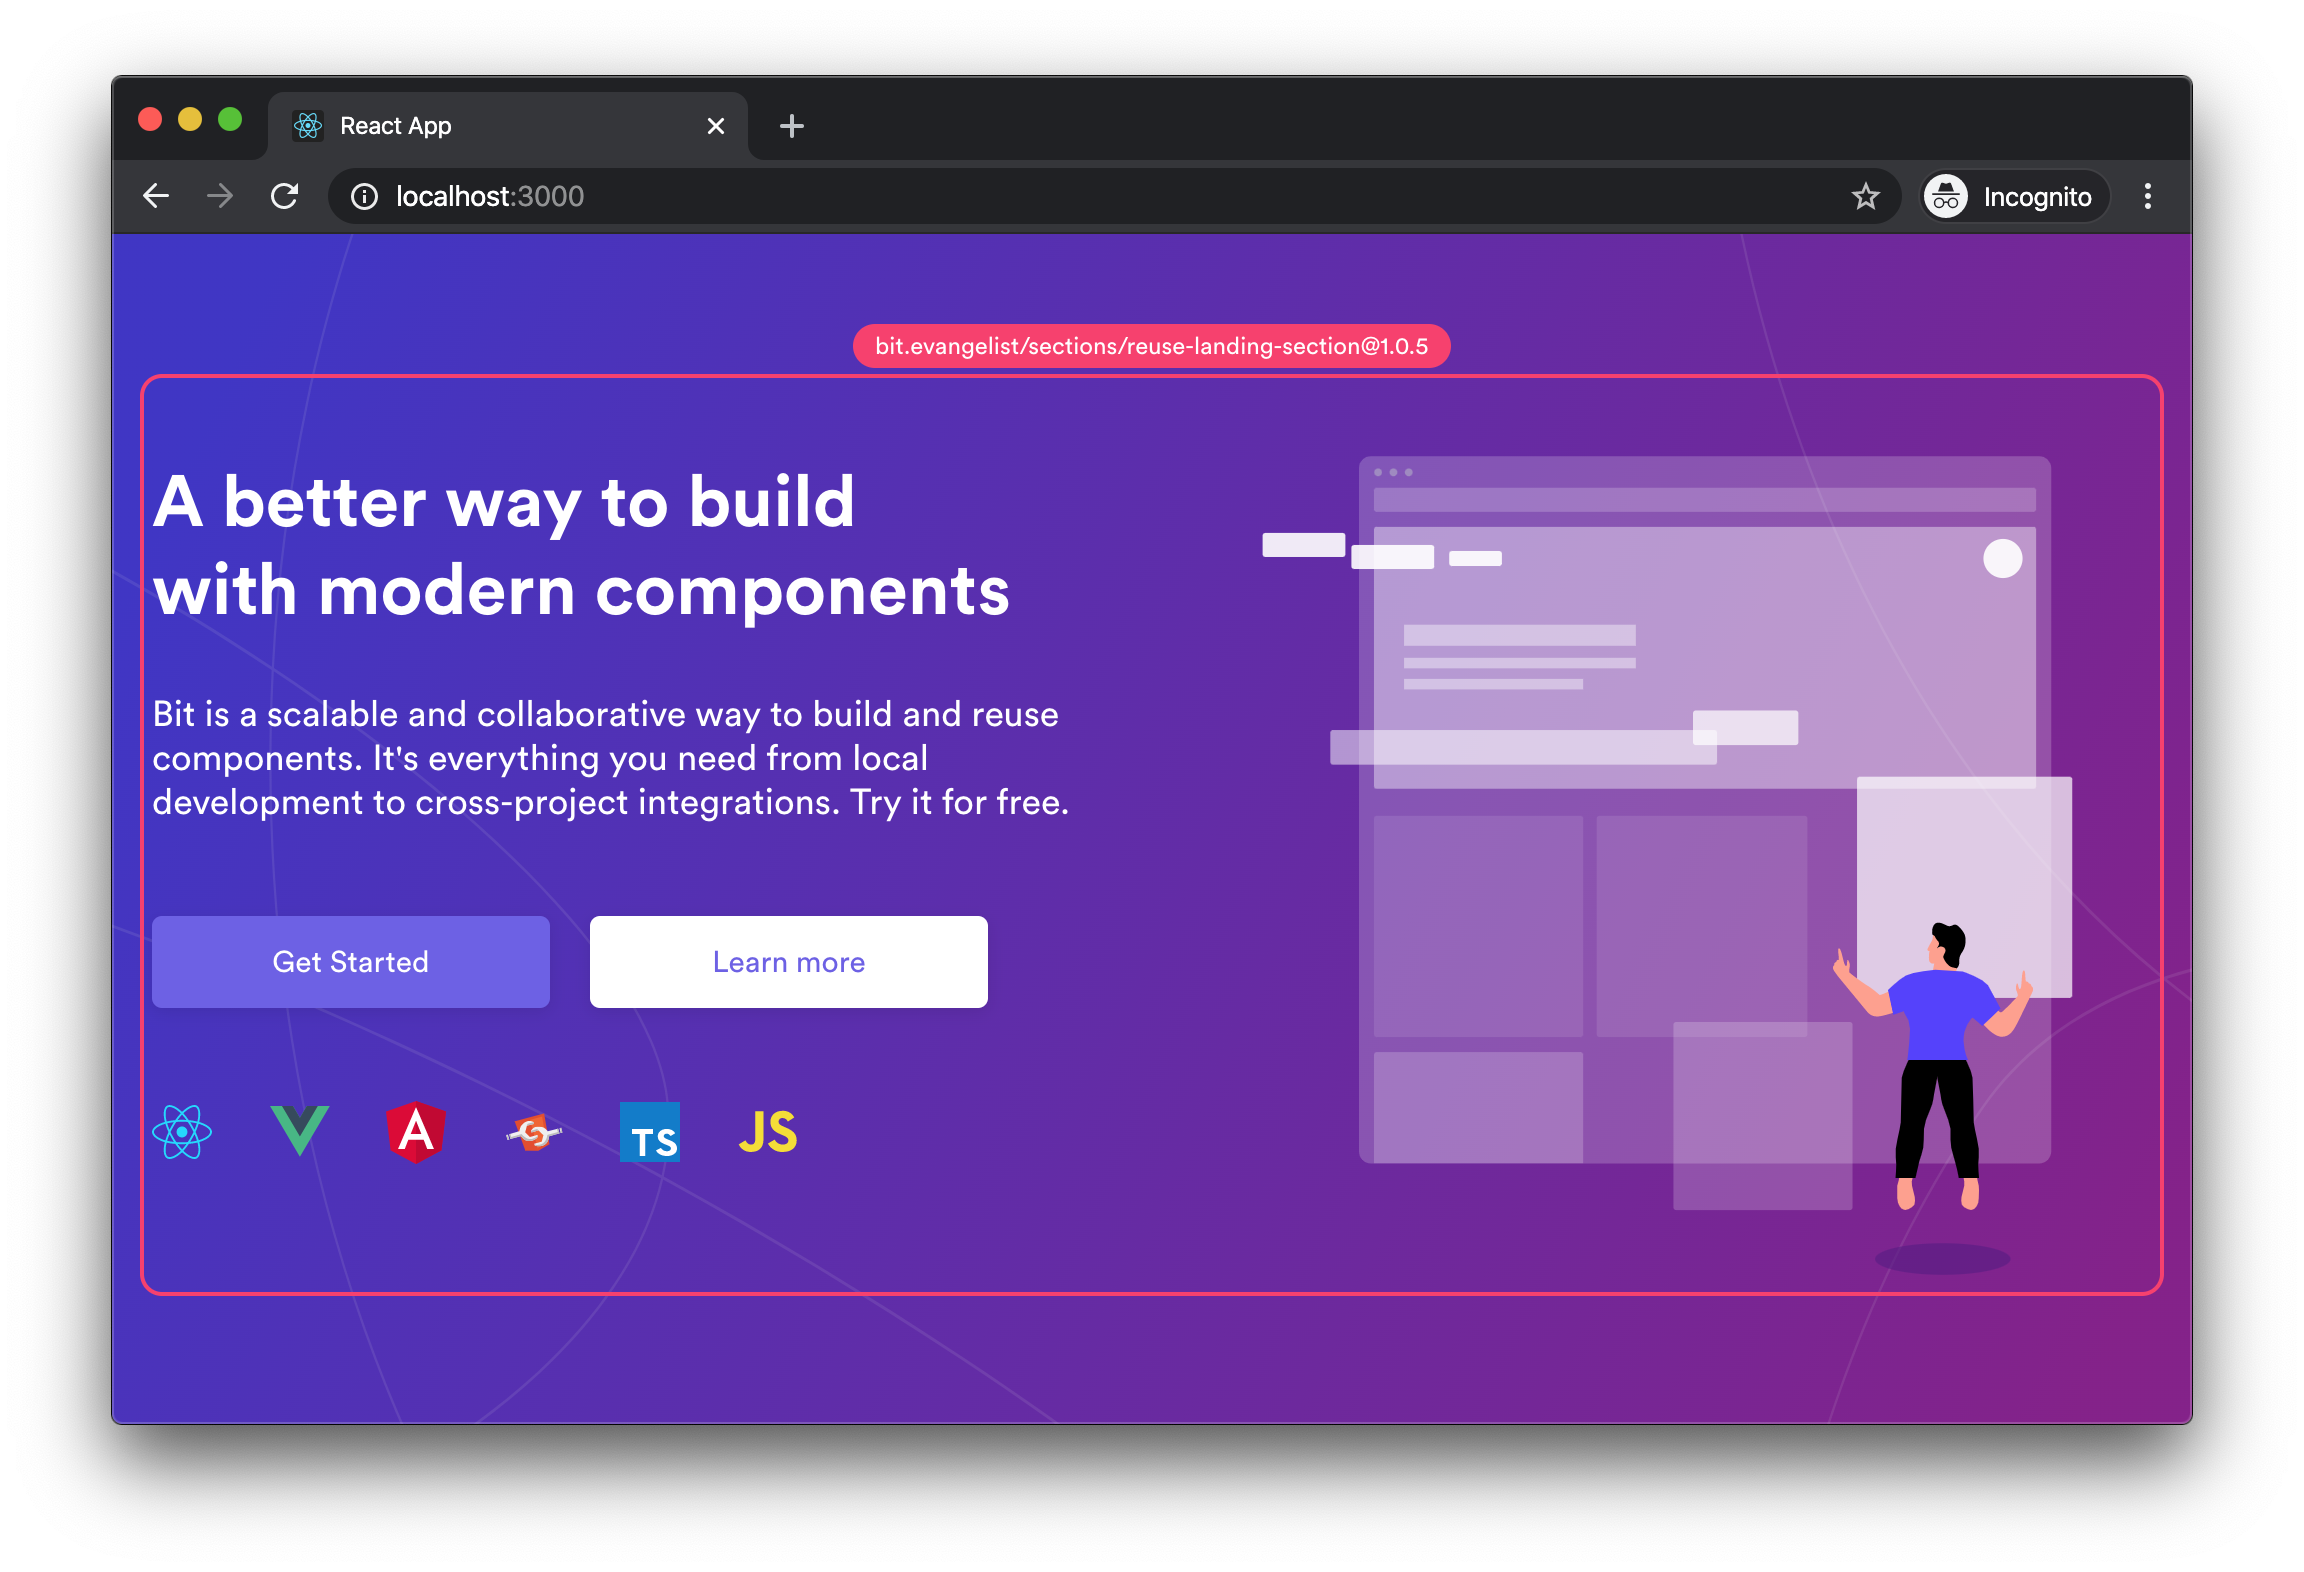 React App
localhost:3000
Incognito
bit.evangelist/sections/reuse-landing-section@1.0.5
A better way to build
with modern components
Bit is a scalable and collaborative way to build and reuse
components. It's everything you need from local
development to cross-project integrations. Try it for free.
Get Started
Learn more
A
TS
JS